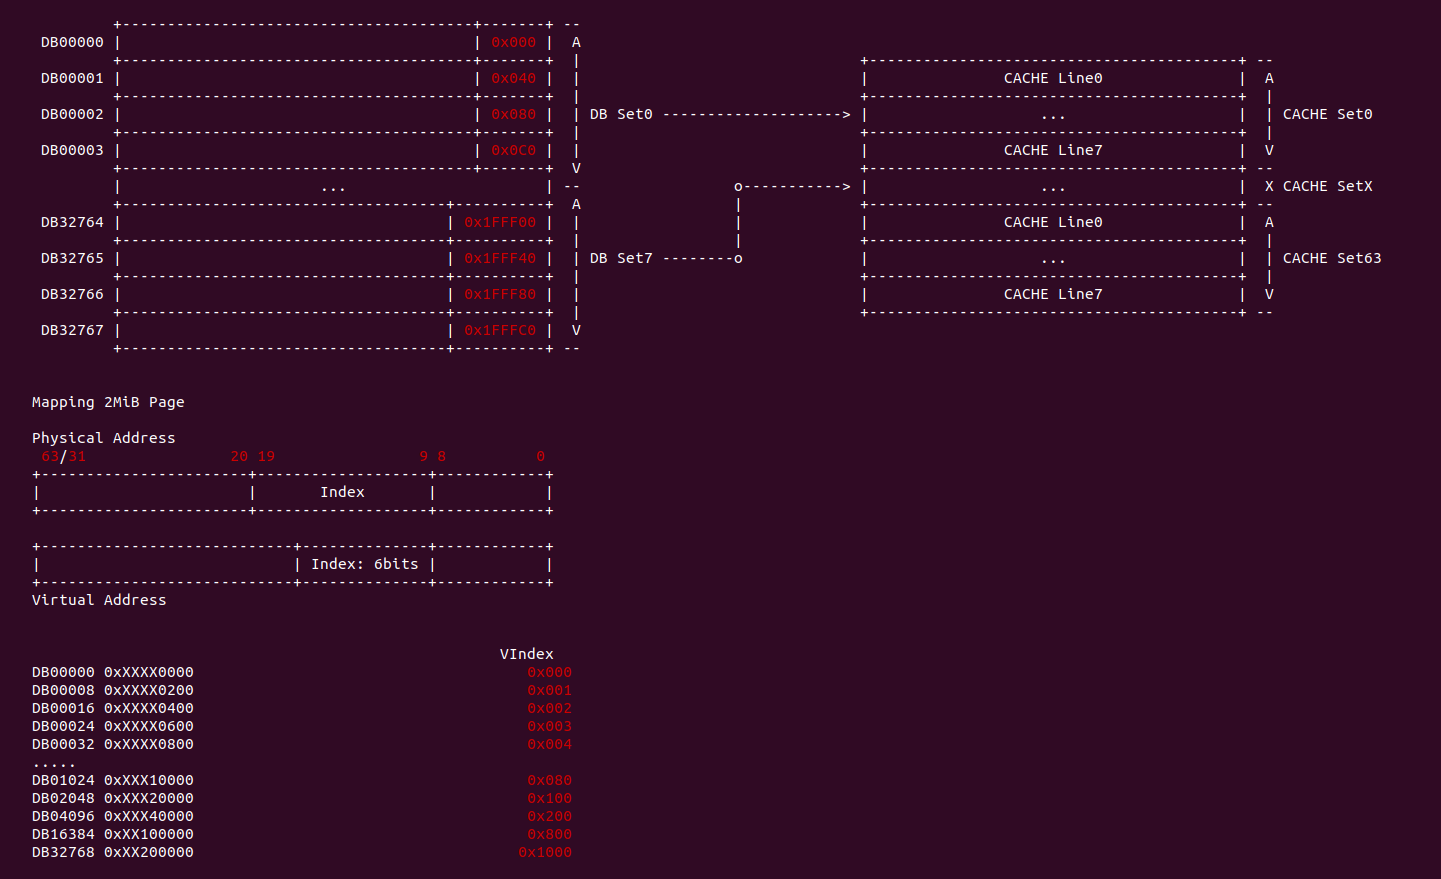 +---------------------------------------+-------+ --
 DB00000 |                                       | 0x000 |  A
         +---------------------------------------+-------+  |                               +-----------------------------------------+ --
 DB00001 |                                       | 0x040 |  |                               |               CACHE Line0               |  A
         +---------------------------------------+-------+  |                               +-----------------------------------------+  |
 DB00002 |                                       | 0x080 |  | DB Set0 --------------------> |                   ...                   |  | CACHE Set0
         +---------------------------------------+-------+  |                               +-----------------------------------------+  |
 DB00003 |                                       | 0x0C0 |  |                               |               CACHE Line7               |  V
         +---------------------------------------+-------+  V                               +-----------------------------------------+ --
         |                      ...                      | --                 o-----------> |                   ...                   |  X CACHE SetX
         +------------------------------------+----------+  A                 |             +-----------------------------------------+ --
 DB32764 |                                    | 0x1FFF00 |  |                 |             |               CACHE Line0               |  A
         +------------------------------------+----------+  |                 |             +-----------------------------------------+  |
 DB32765 |                                    | 0x1FFF40 |  | DB Set7 --------o             |                   ...                   |  | CACHE Set63
         +------------------------------------+----------+  |                               +-----------------------------------------+  |
 DB32766 |                                    | 0x1FFF80 |  |                               |               CACHE Line7               |  V
         +------------------------------------+----------+  |                               +-----------------------------------------+ --
 DB32767 |                                    | 0x1FFFC0 |  V
         +------------------------------------+----------+ --
Mapping 2MiB Page
Physical Address
 63/31                20 19                9 8          0
+-----------------------+-------------------+------------+
|                       |       Index       |            |
+-----------------------+-------------------+------------+
+----------------------------+--------------+------------+
|                            | Index: 6bits |            |
+----------------------------+--------------+------------+
Virtual Address
                                                    VIndex
DB00000 0xXXXX0000                                     0x000
DB00008 0xXXXX0200                                     0x001
DB00016 0xXXXX0400                                     0x002
DB00024 0xXXXX0600                                     0x003
DB00032 0xXXXX0800                                     0x004
.....
DB01024 0xXXX10000                                     0x080
DB02048 0xXXX20000                                     0x100
DB04096 0xXXX40000                                     0x200
DB16384 0xXX100000                                     0x800
DB32768 0xXX200000                                    0x1000